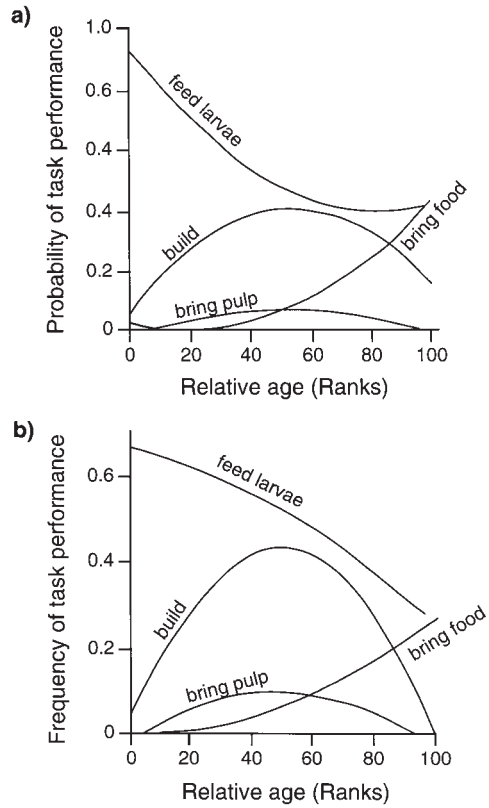 a)
Probability of task performance
1.0
0.6
0.4
0.4
0.2
0
feed larvae
build
bring pulp
bring food
0 20 40 60 80 100
Relative age (Ranks)
b)
Frequency of task performance
0.6
0.4
0.2
0
feed larvae
build
bring pulp
bring food
0 20 40 60 80 100
Relative age (Ranks)